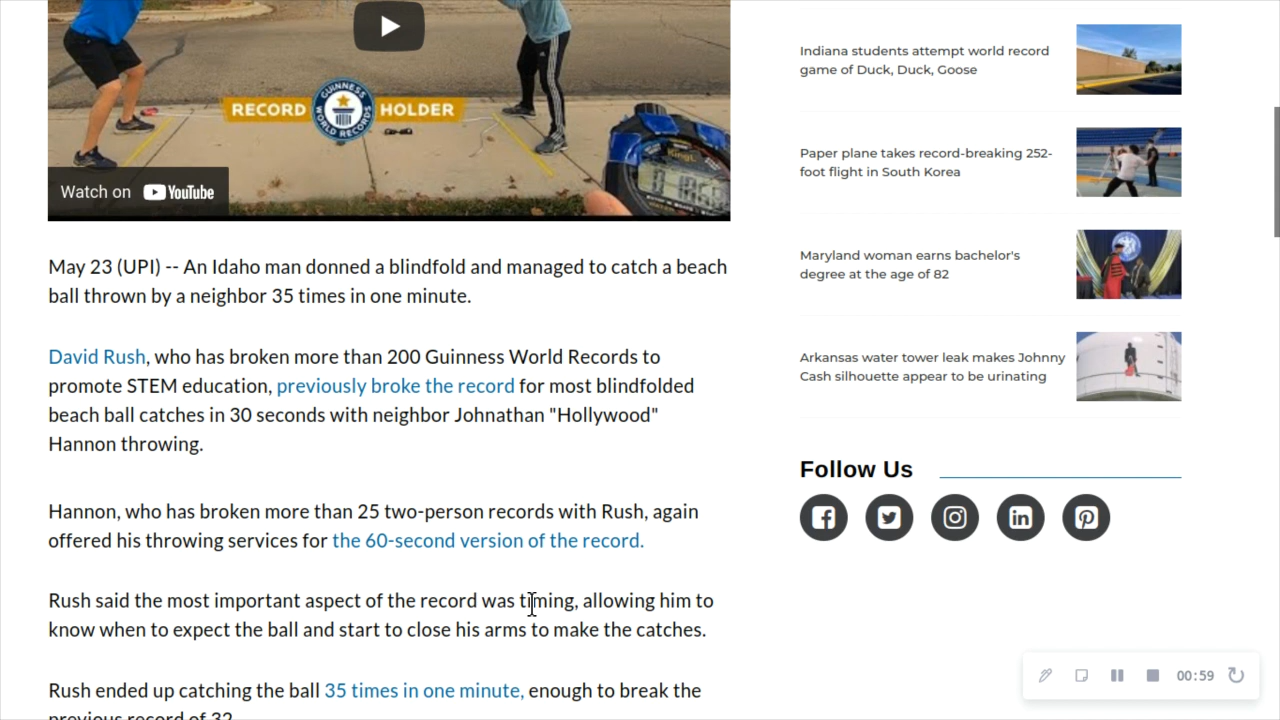 RECORD HOLDER
GUINNESS
WORLD RECORDS
Watch on YouTube
May 23 (UPI) -- An Idaho man donned a blindfold and managed to catch a beach
ball thrown by a neighbor 35 times in one minute.
David Rush, who has broken more than 200 Guinness World Records to
promote STEM education, previously broke the record for most blindfolded
beach ball catches in 30 seconds with neighbor Johnathan "Hollywood"
Hannon throwing.
Hannon, who has broken more than 25 two-person records with Rush, again
offered his throwing services for the 60-second version of the record.
Rush said the most important aspect of the record was timing, allowing him to
know when to expect the ball and start to close his arms to make the catches.
Rush ended up catching the ball 35 times in one minute, enough to break the
previous record of 32.
Indiana students attempt world record
game of Duck, Duck, Goose
Paper plane takes record-breaking 252-
foot flight in South Korea
Maryland woman earns bachelor's
degree at the age of 82
Arkansas water tower leak makes Johnny
Cash silhouette appear to be urinating
Follow Us
00:59